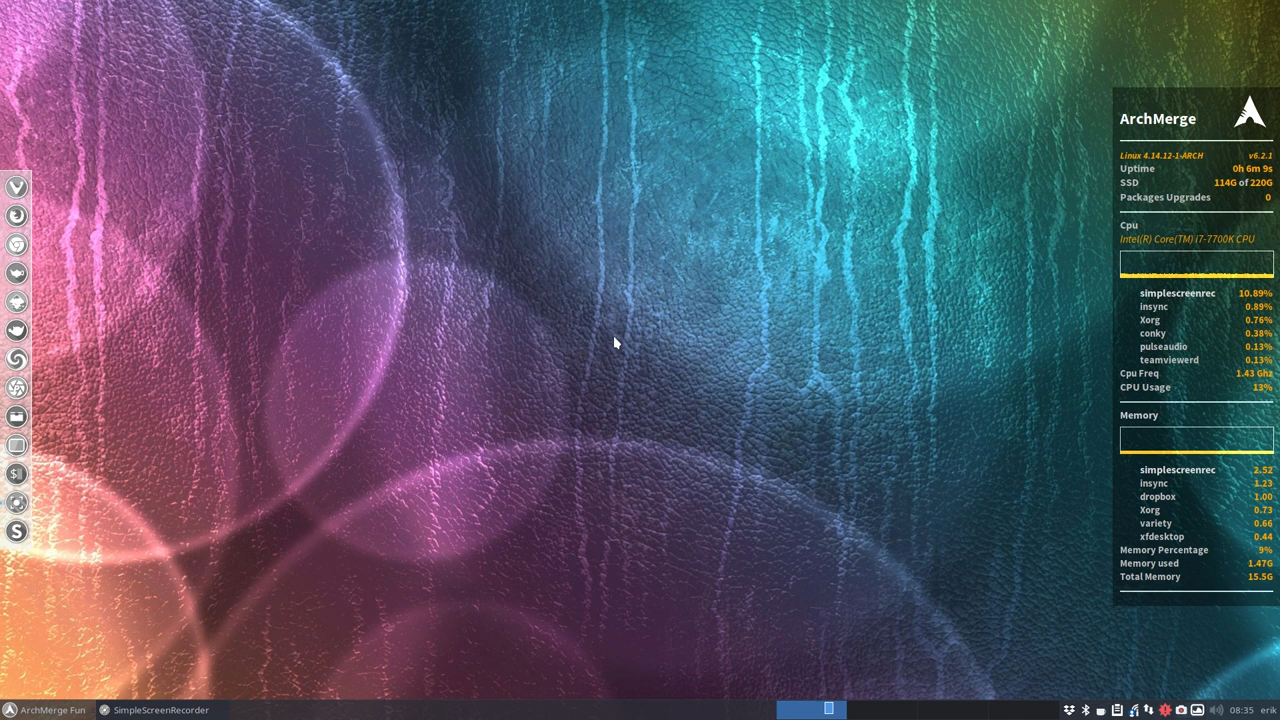 ArchMerge
Linux 4.14.12-1-ARCH v6.2.1
Uptime 0h 6m 9s
SSD 114G of 220G
Packages Upgrades 0
Cpu
Intel(R) Core(TM) i7-7700K CPU
simplescreenrec 10.89%
insync 0.89%
Xorg 0.76%
conky 0.38%
pulseaudio 0.13%
teamviewerd 0.13%
Cpu Freq 1.43 Ghz
CPU Usage 13%
Memory
simplescreenrec 2.52
insync 1.23
dropbox 1.00
Xorg 0.73
variety 0.66
xfdesktop 0.44
Memory Percentage 9%
Memory used 1.47G
Total Memory 15.5G
ArchMerge Fun SimpleScreenRecorder 08:35 erik